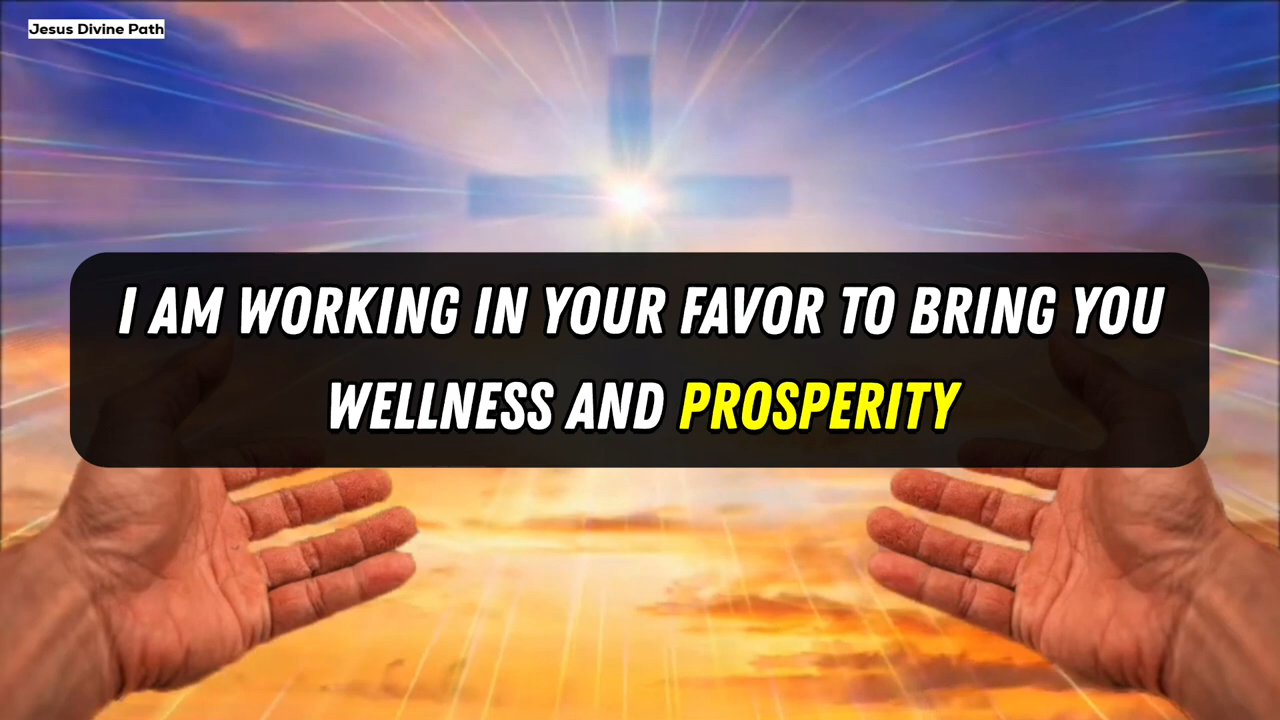 Jesus Divine Path
I AM WORKING IN YOUR FAVOR TO BRING YOU
WELLNESS AND PROSPERITY